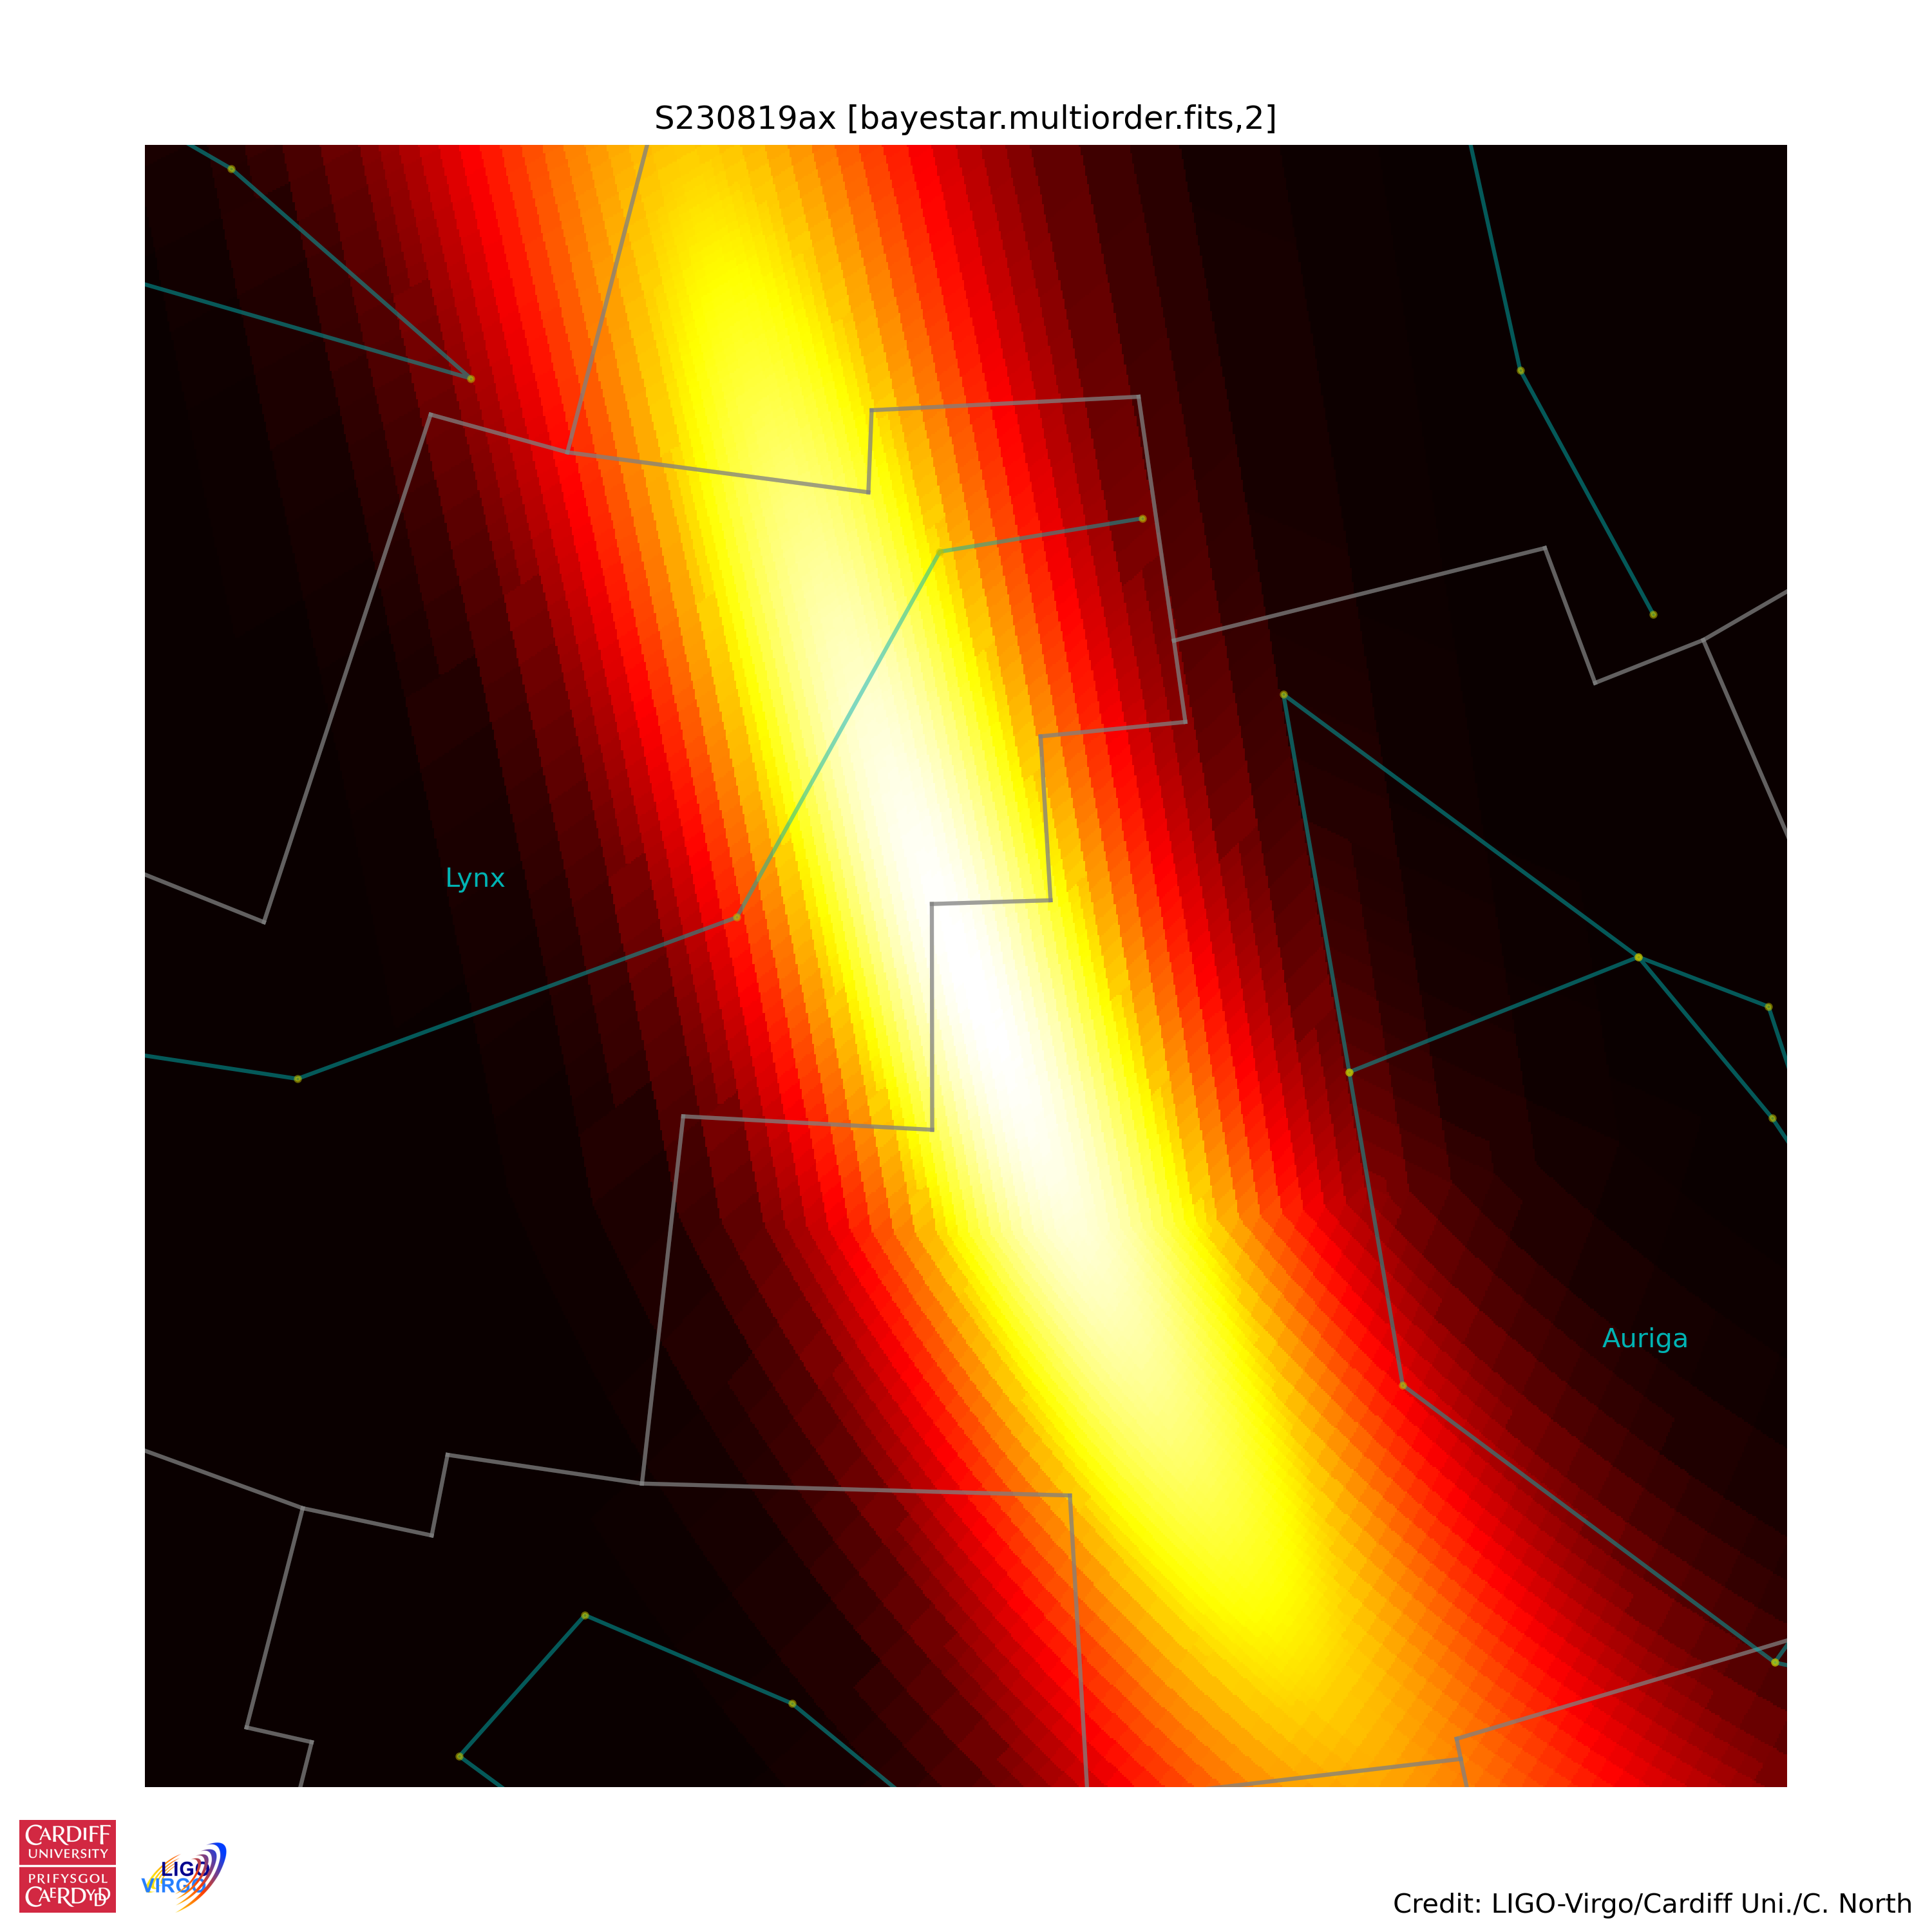 S230819ax [bayestar.multiorder.fits,2]
Lynx
Auriga
CARDIFF
UNIVERSITY
PRIFYSGOL
CAERDYDD
LIGO
VIRGO
Credit: LIGO-Virgo/Cardiff Uni./C. North